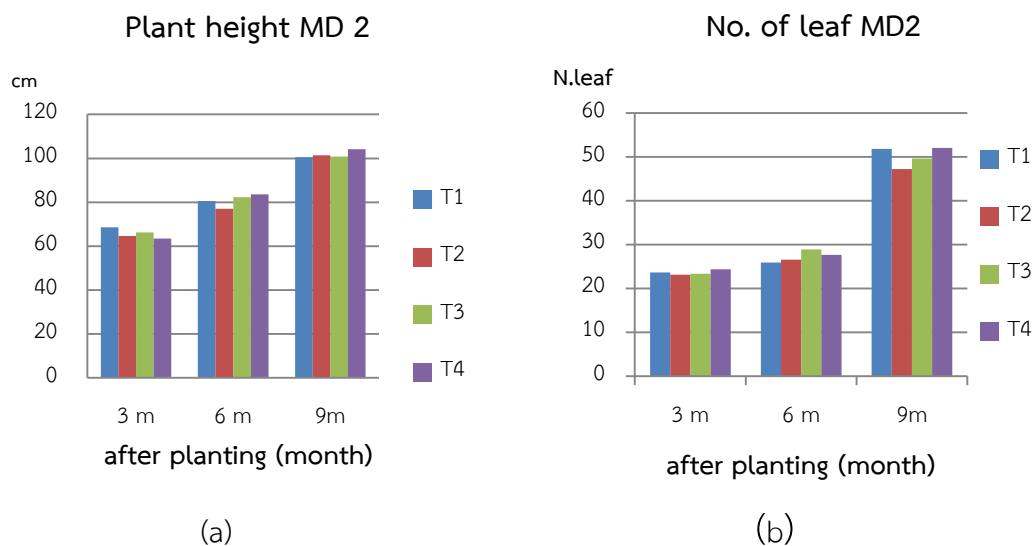 Plant height MD 2
cm
120
100
80
60
40
20
0
3 m 6 m 9m
after planting (month)
T1
T2
T3
T4
(a)
No. of leaf MD2
N.leaf
60
50
40
30
20
10
0
3 m 6 m 9m
after planting (month)
T1
T2
T3
T4
(b)